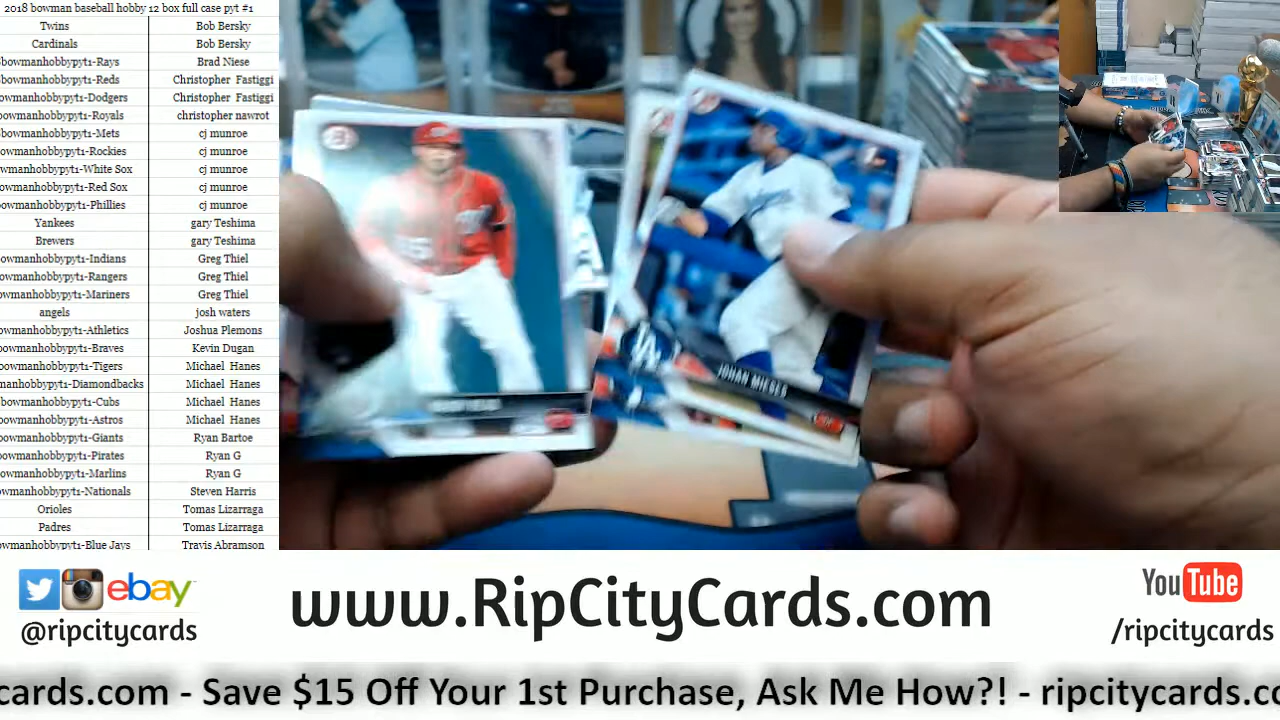 2018 bowman baseball hobby 12 box full case pyt #1
Twins Bob Bersky
Cardinals Bob Bersky
bowmanhobbypyt1-Rays Brad Niese
owmanhobbypyt1-Reds Christopher Fastiggi
owmanhobbypyt1-Dodgers Christopher Fastiggi
owmanhobbypyt1-Royals christopher nawrot
owmanhobbypyt1-Mets cj munroe
owmanhobbypyt1-Rockies cj munroe
owmanhobbypyt1-White Sox cj munroe
owmanhobbypyt1-Red Sox cj munroe
owmanhobbypyt1-Phillies cj munroe
Yankees gary Teshima
Brewers gary Teshima
owmanhobbypyt1-Indians Greg Thiel
owmanhobbypyt1-Rangers Greg Thiel
owmanhobbypyt1-Mariners Greg Thiel
angels josh waters
owmanhobbypyt1-Athletics Joshua Plemons
bowmanhobbypyt1-Braves Kevin Dugan
owmanhobbypyt1-Tigers Michael Hanes
manhobbypyt1-Diamondbacks Michael Hanes
bowmanhobbypyt1-Cubs Michael Hanes
owmanhobbypyt1-Astros Michael Hanes
owmanhobbypyt1-Giants Ryan Bartoe
owmanhobbypyt1-Pirates Ryan G
owmanhobbypyt1-Marlins Ryan G
owmanhobbypyt1-Nationals Steven Harris
Orioles Tomas Lizarraga
Padres Tomas Lizarraga
owmanhobbypyt1-Blue Jays Travis Abramson
Dodgers
LA
JOHAN MIESES
ebay
@ripcitycards
www.RipCityCards.com
YouTube
/ripcitycards
cards.com - Save $15 Off Your 1st Purchase, Ask Me How?! - ripcitycards.co